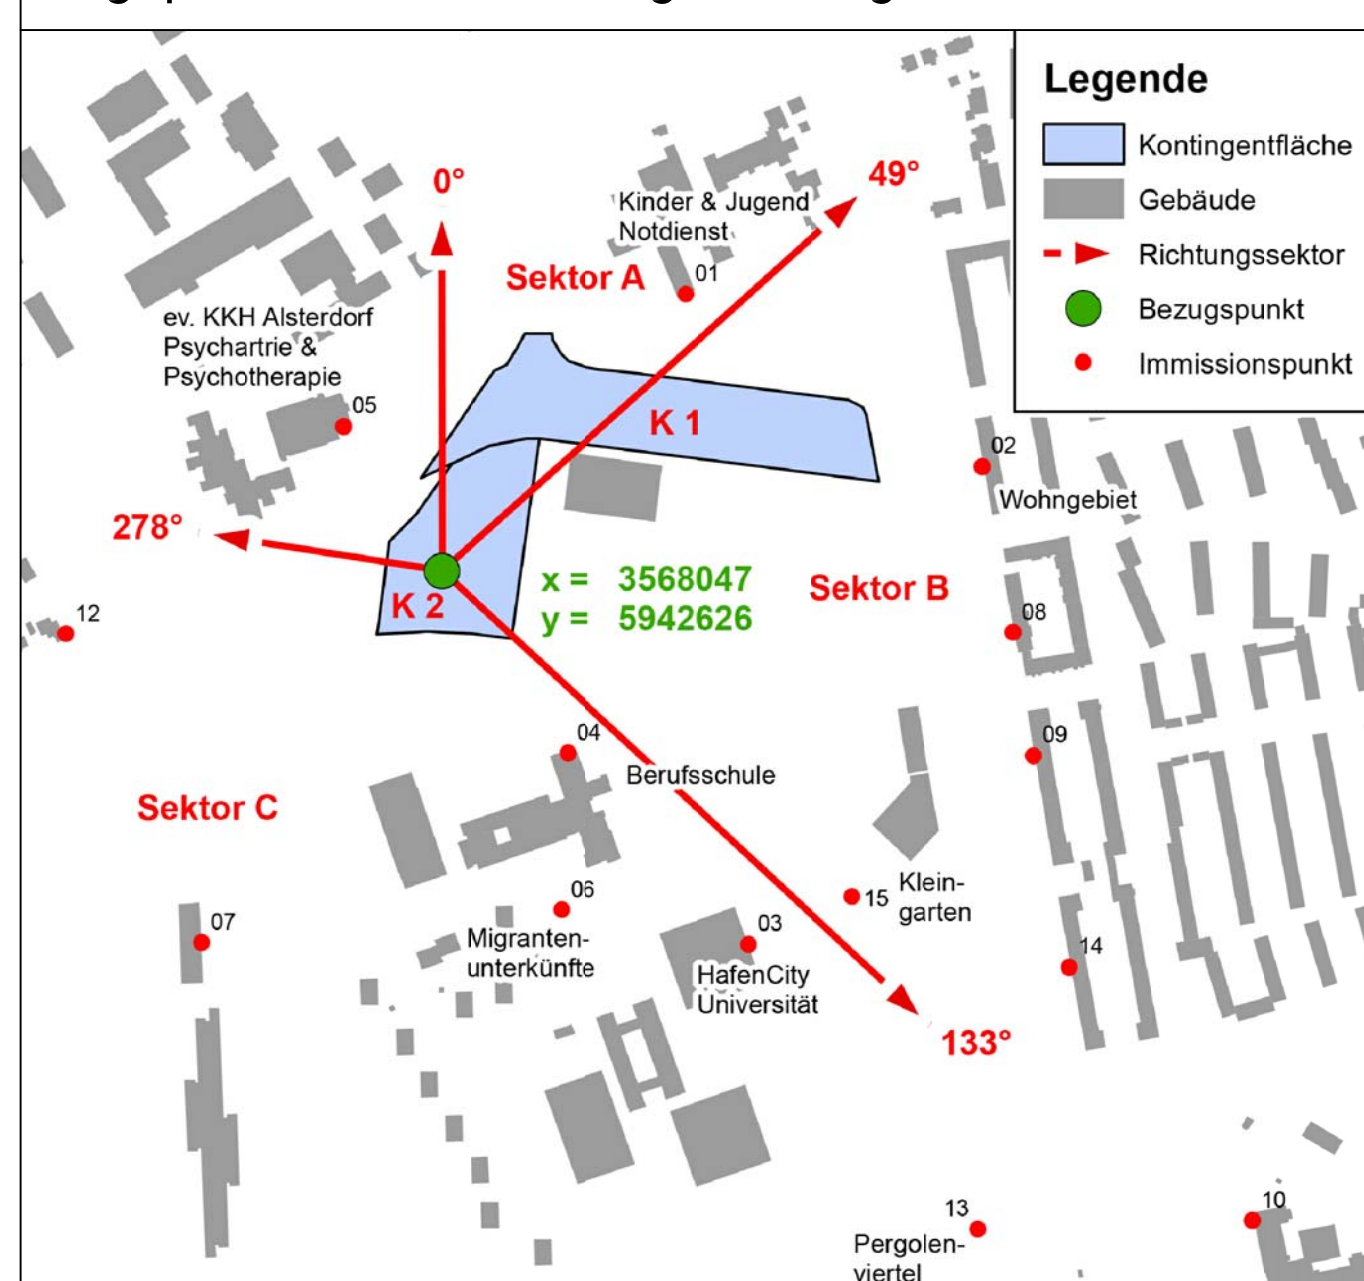 Legende
Kontingentfläche
Gebäude
Richtungssektor
Bezugspunkt
Immissionspunkt
0°
49°
Kinder & Jugend
Notdienst
01
Sektor A
ev. KKH Alsterdorf
Psychartrie &
Psychotherapie
05
K 1
02
Wohngebiet
278°
x = 3568047
y = 5942626
Sektor B
K 2
12
08
04
09
Berufsschule
Sektor C
Klein-
garten
15
06
07
Migranten-
unterkünfte
03
HafenCity
Universität
14
133°
13
10
Pergolen-
viertel